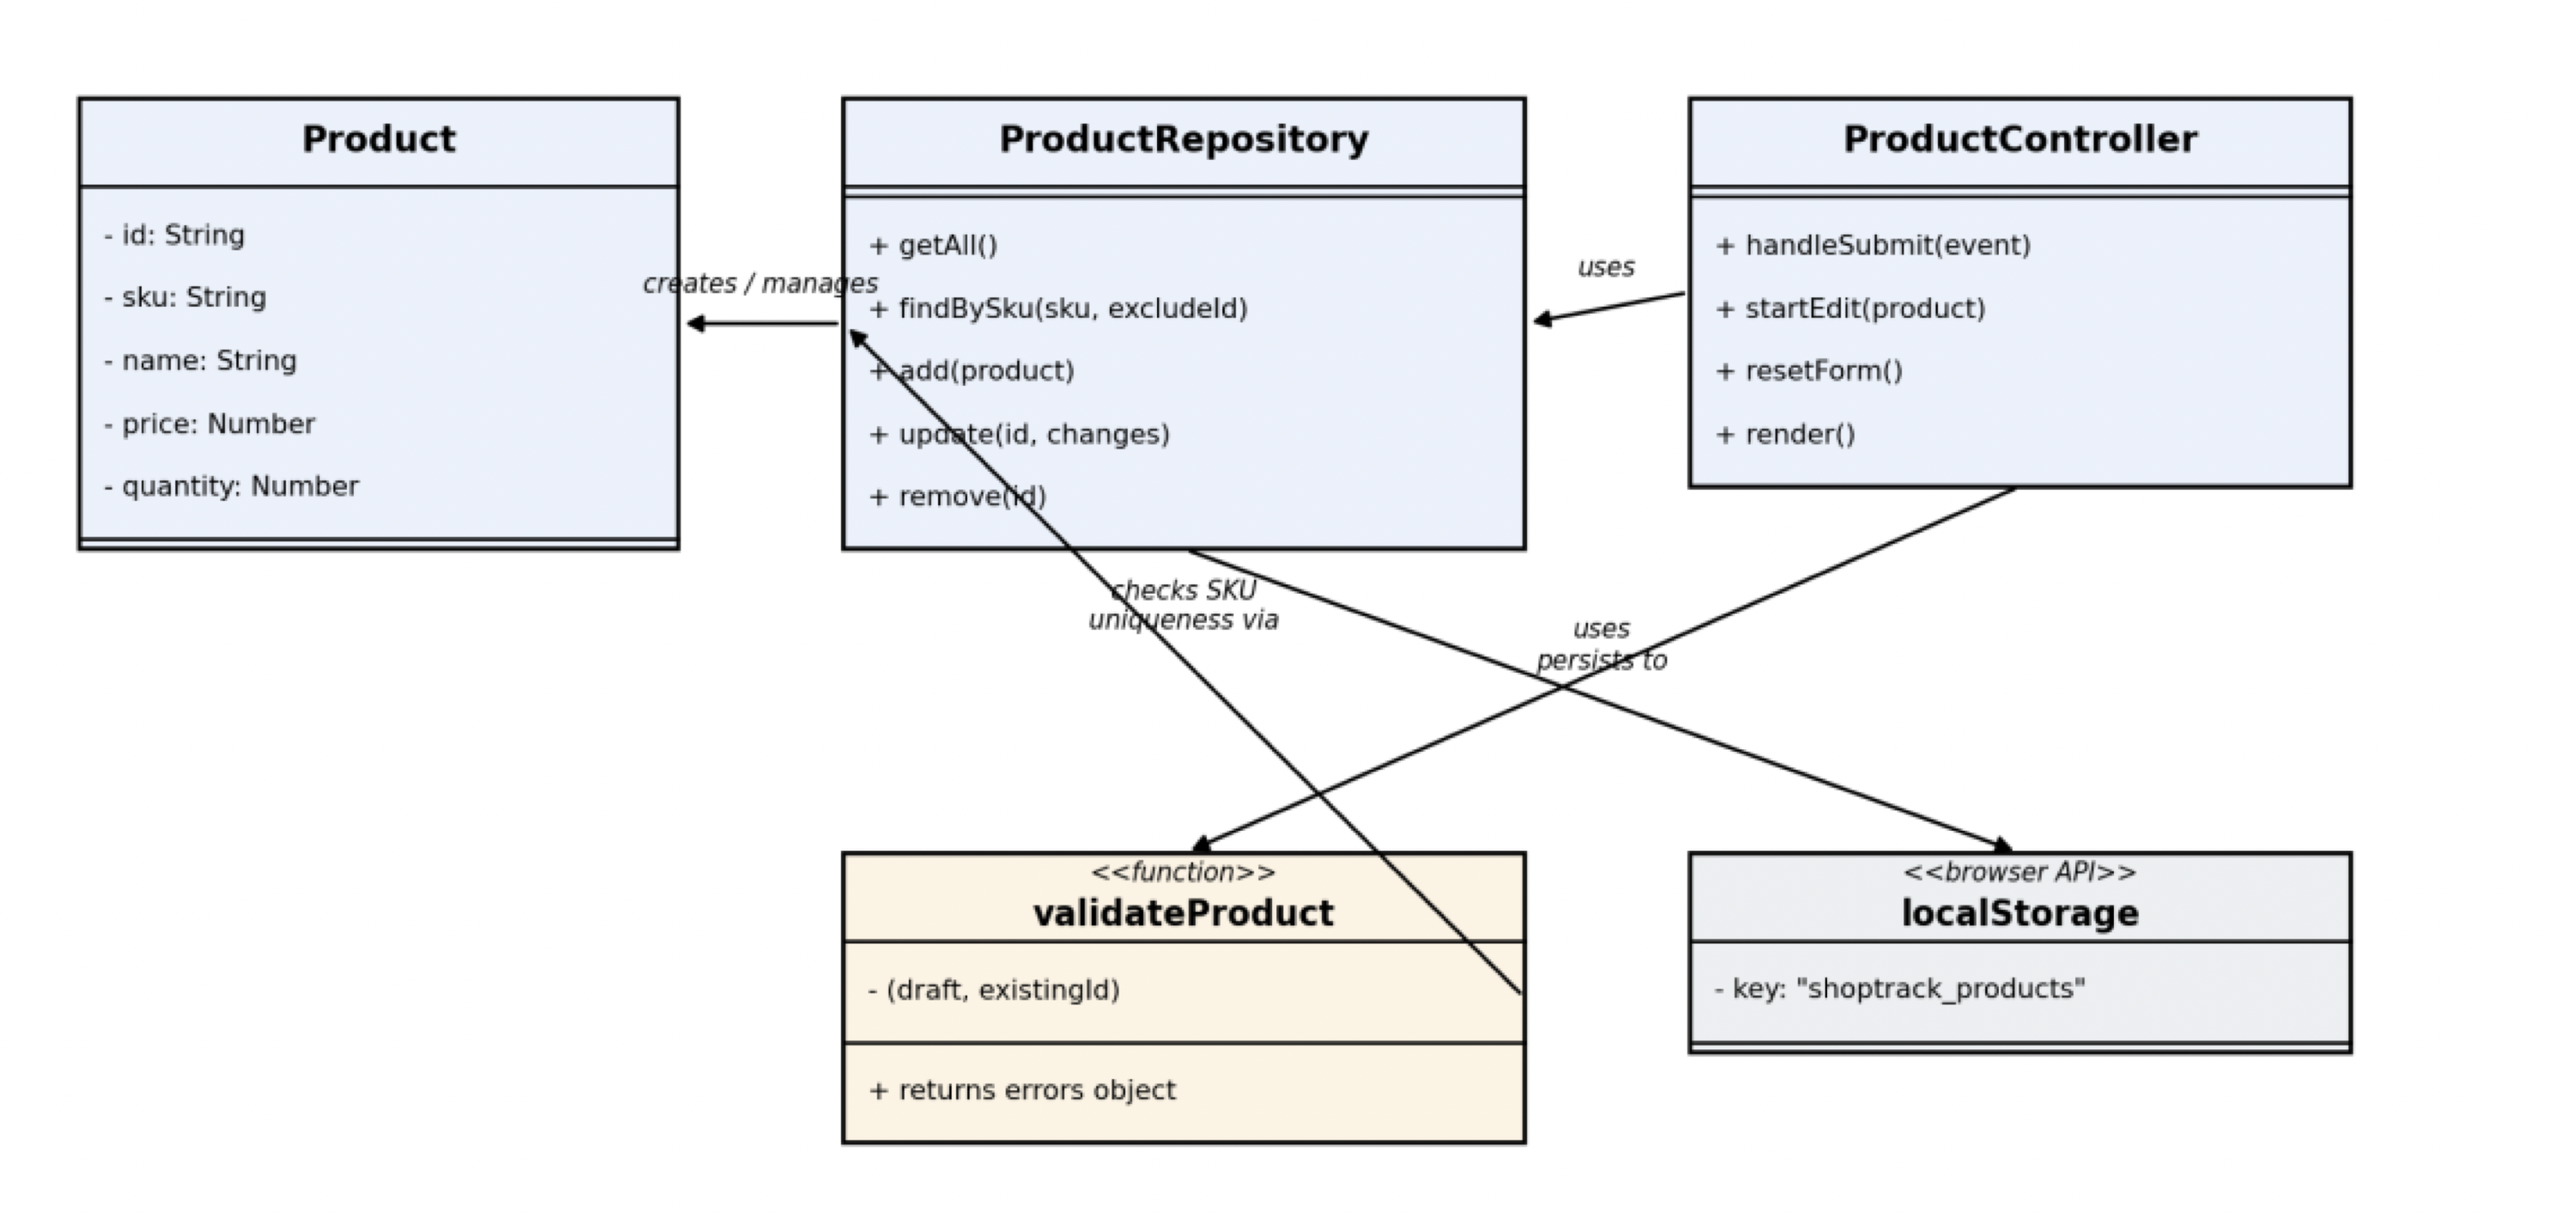 Product
- id: String
- sku: String
- name: String
- price: Number
- quantity: Number
creates / manages
ProductRepository
+ getAll()
+ findBySku(sku, excludeId)
+ add(product)
+ update(id, changes)
+ remove(id)
uses
ProductController
+ handleSubmit(event)
+ startEdit(product)
+ resetForm()
+ render()
checks SKU
uniqueness via
uses
persists to
<<function>>
validateProduct
- (draft, existingId)
+ returns errors object
<<browser API>>
localStorage
- key: "shoptrack_products"